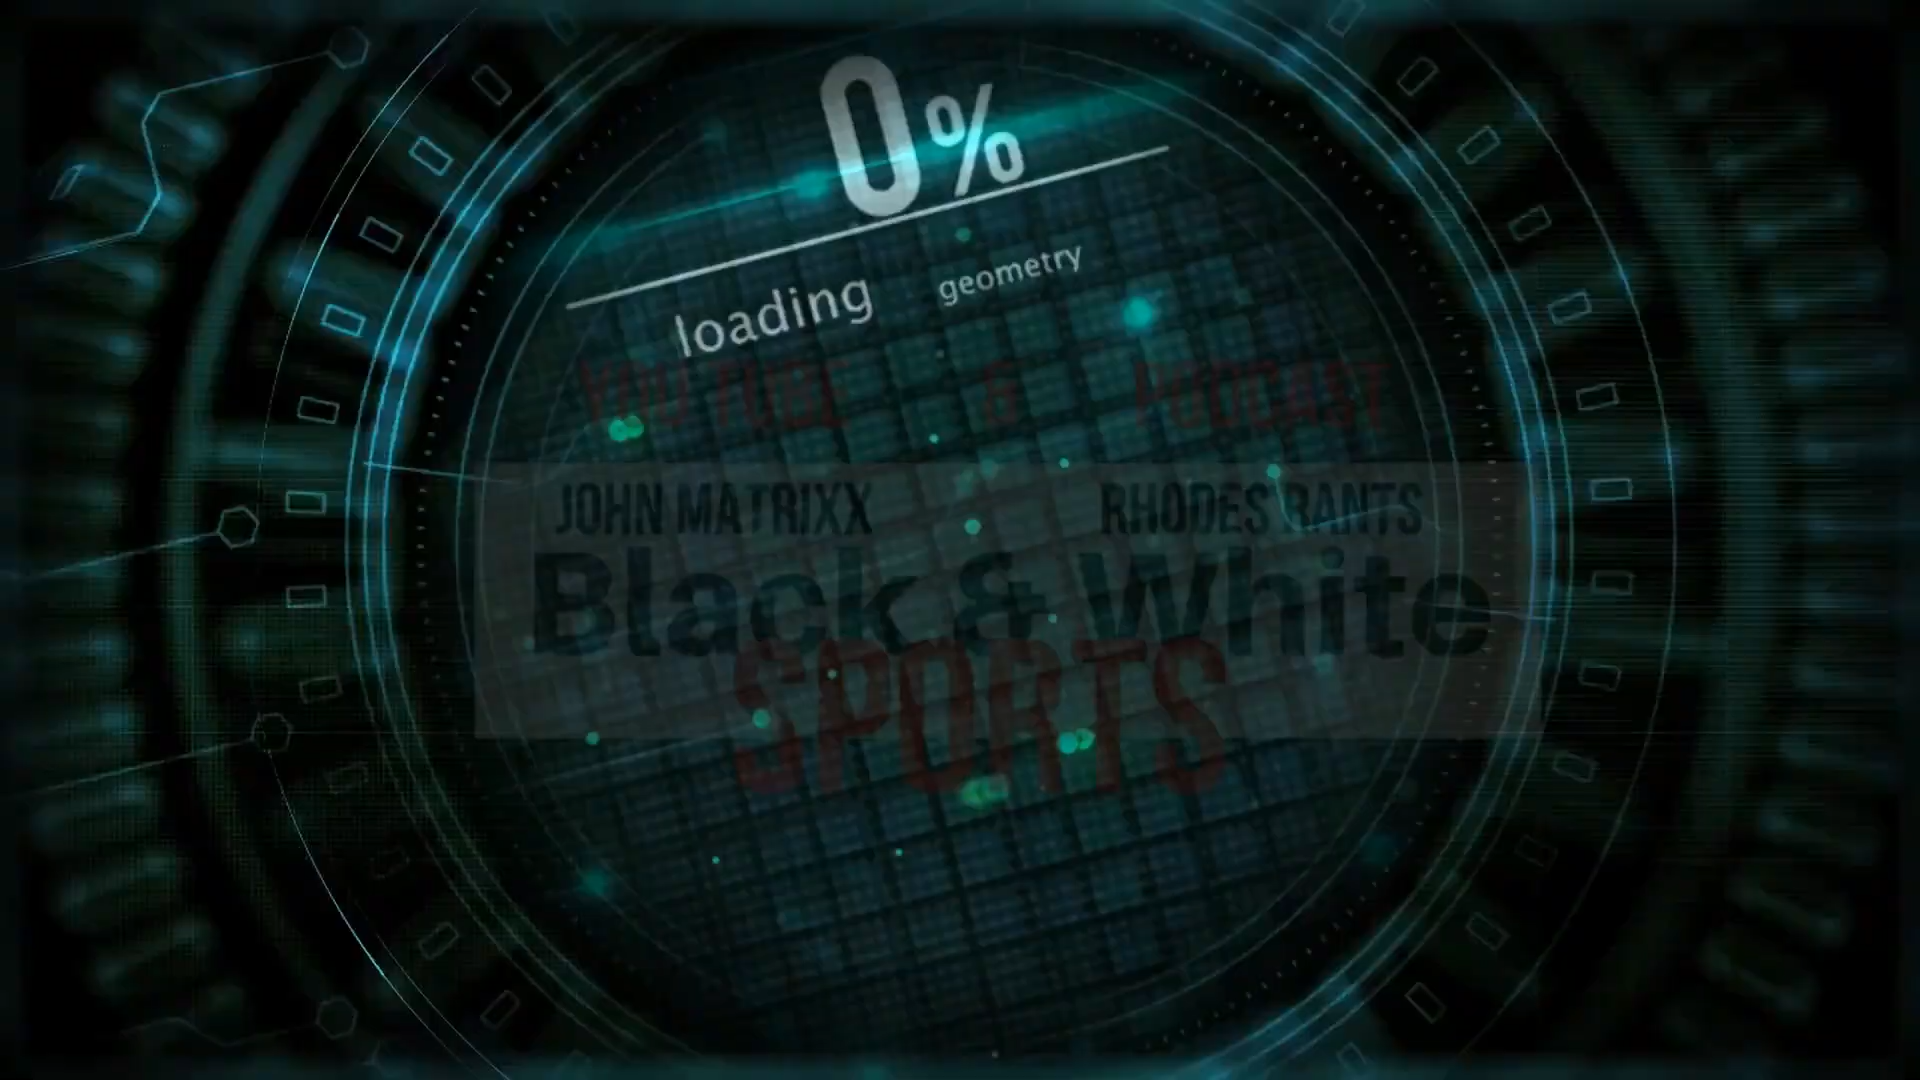 0%
loading geometry
YOU TUBE & PODCAST
JOHN MATRIXX RHODES RANTS
Black & White
SPORTS